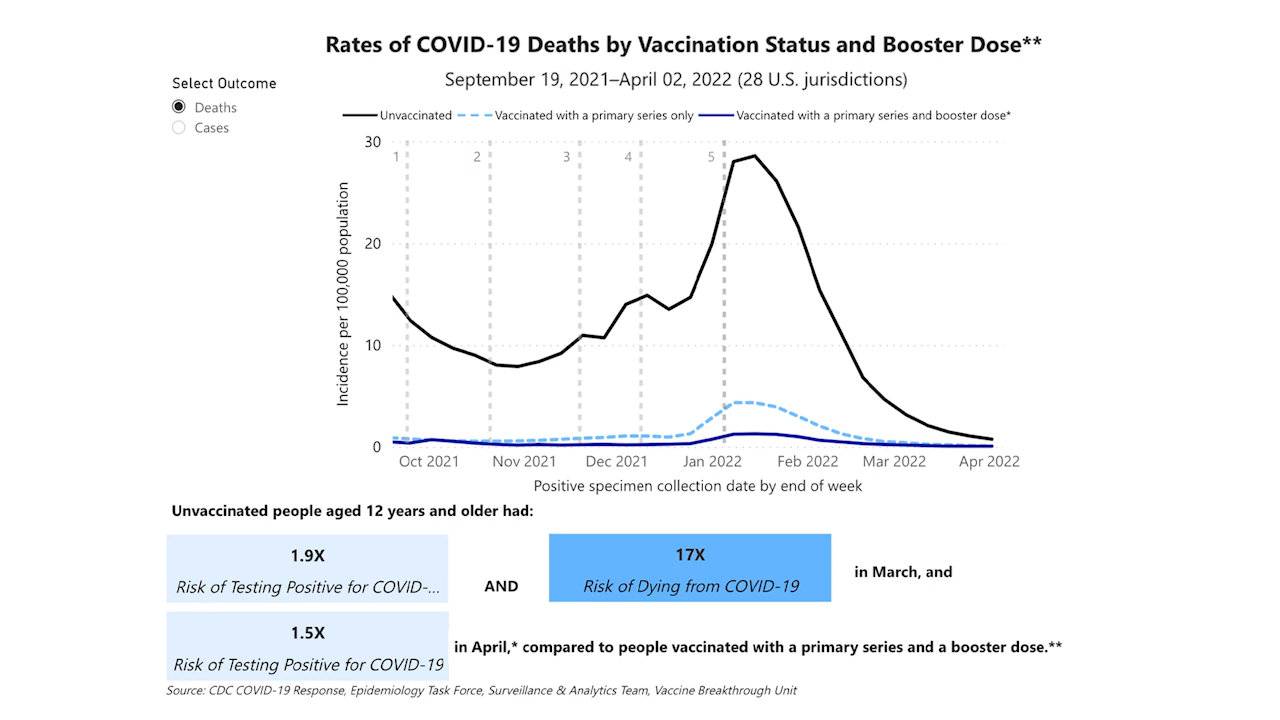 Rates of COVID-19 Deaths by Vaccination Status and Booster Dose**
September 19, 2021–April 02, 2022 (28 U.S. jurisdictions)
Select Outcome
Deaths
Cases
Unvaccinated Vaccinated with a primary series only Vaccinated with a primary series and booster dose*
Incidence per 100,000 population
30
20
10
0
1 2 3 4 5
Oct 2021 Nov 2021 Dec 2021 Jan 2022 Feb 2022 Mar 2022 Apr 2022
Positive specimen collection date by end of week
Unvaccinated people aged 12 years and older had:
1.9X
Risk of Testing Positive for COVID-...
AND
17X
Risk of Dying from COVID-19
in March, and
1.5X
Risk of Testing Positive for COVID-19
in April,* compared to people vaccinated with a primary series and a booster dose.**
Source: CDC COVID-19 Response, Epidemiology Task Force, Surveillance & Analytics Team, Vaccine Breakthrough Unit